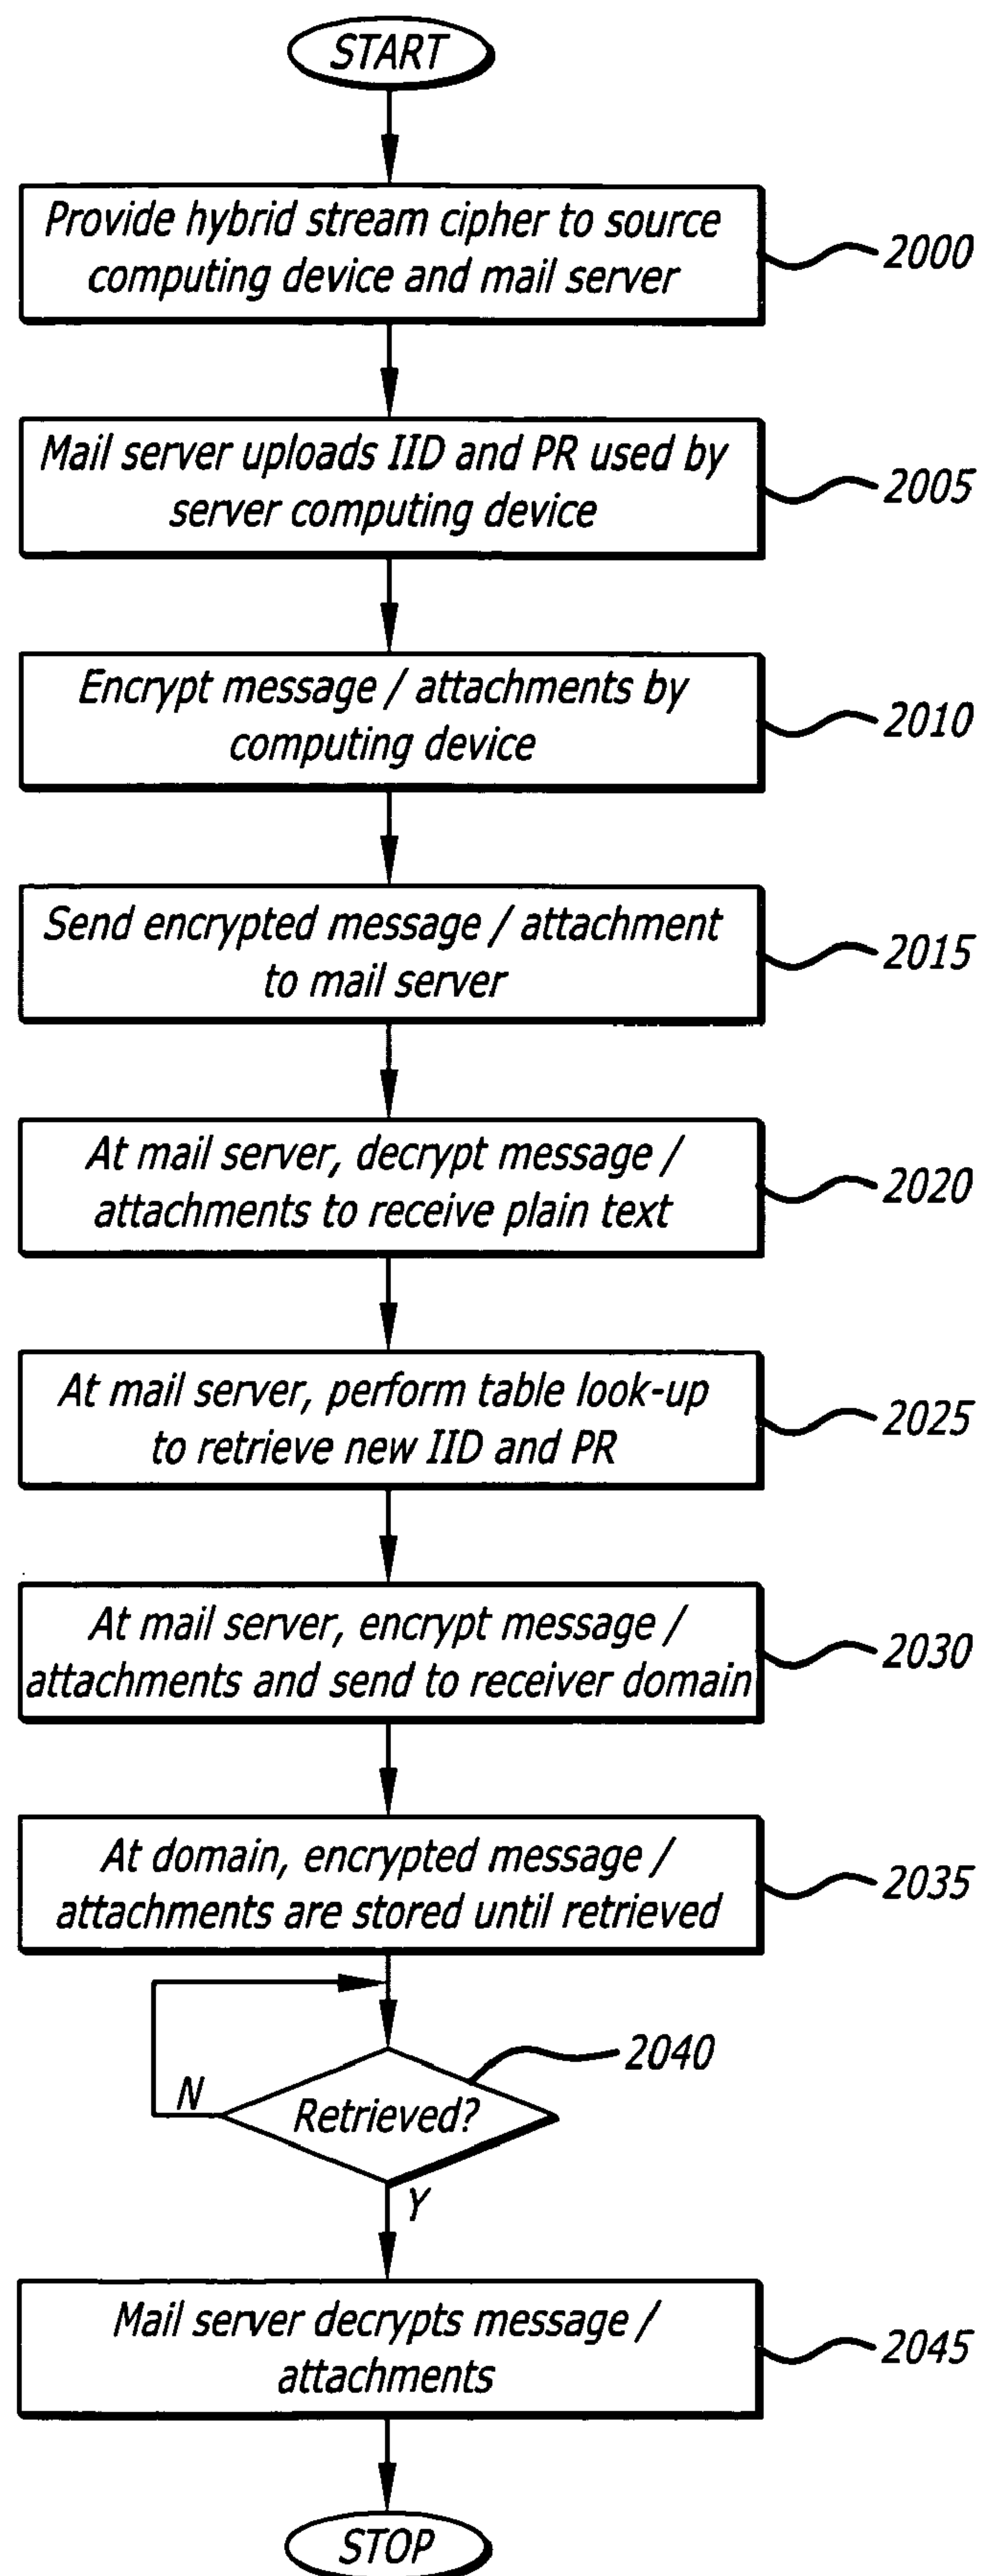 START
Provide hybrid stream cipher to source
computing device and mail server
2000
Mail server uploads IID and PR used by
server computing device
2005
Encrypt message / attachments by
computing device
2010
Send encrypted message / attachment
to mail server
2015
At mail server, decrypt message /
attachments to receive plain text
2020
At mail server, perform table look-up
to retrieve new IID and PR
2025
At mail server, encrypt message /
attachments and send to receiver domain
2030
At domain, encrypted message /
attachments are stored until retrieved
2035
2040
N
Retrieved?
Y
Mail server decrypts message /
attachments
2045
STOP